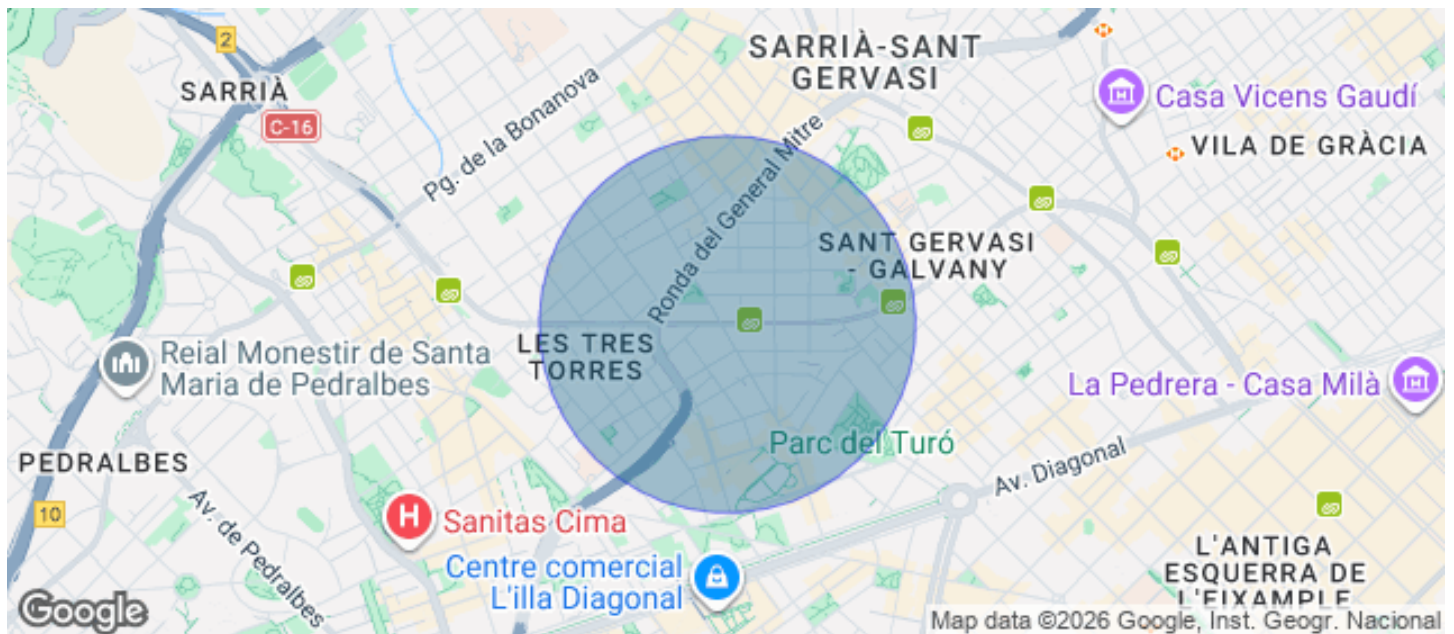 2
SARRIÀ-SANT
GERVASI
SARRIÀ
C-16
Pg. de la Bonanova
Casa Vicens Gaudí
VILA DE GRÀCIA
Ronda del General Mitre
SANT GERVASI
- GALVANY
LES TRES
TORRES
Reial Monestir de Santa
Maria de Pedralbes
La Pedrera - Casa Milà
Parc del Turó
PEDRALBES
Av. Diagonal
10
Av. de Pedralbes
H
Sanitas Cima
L'ANTIGA
ESQUERRA DE
L'EIXAMPLE
Centre comercial
L'illa Diagonal
Google
Map data ©2026 Google, Inst. Geogr. Nacional